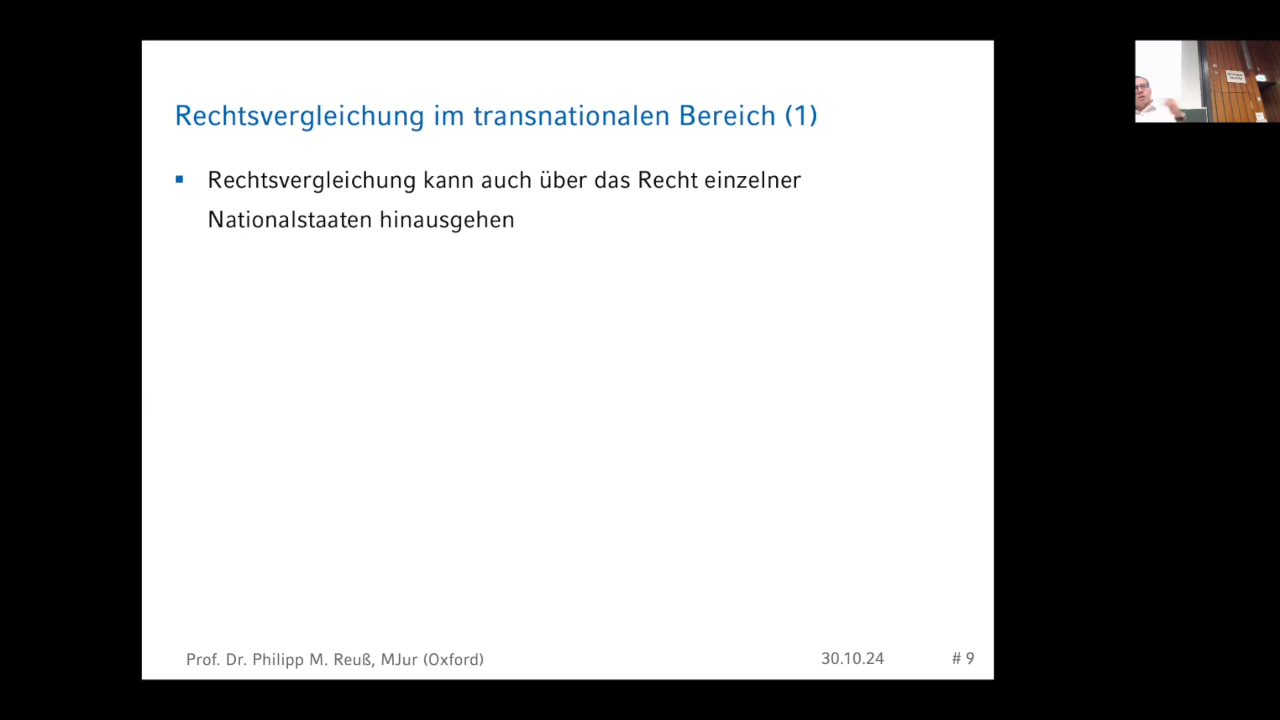 Rechtsvergleichung im transnationalen Bereich (1)
▪ Rechtsvergleichung kann auch über das Recht einzelner
Nationalstaaten hinausgehen
Prof. Dr. Philipp M. Reuß, MJur (Oxford)
30.10.24
# 9